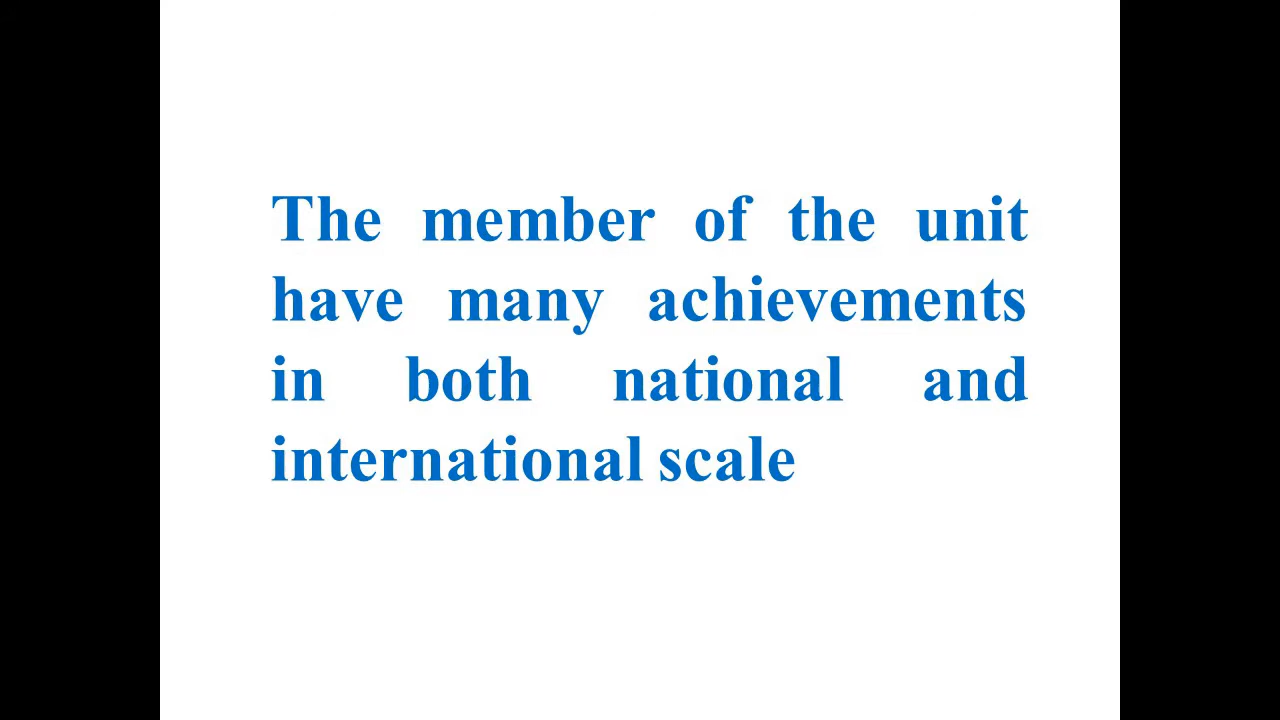 The member of the unit
have many achievements
in both national and
international scale